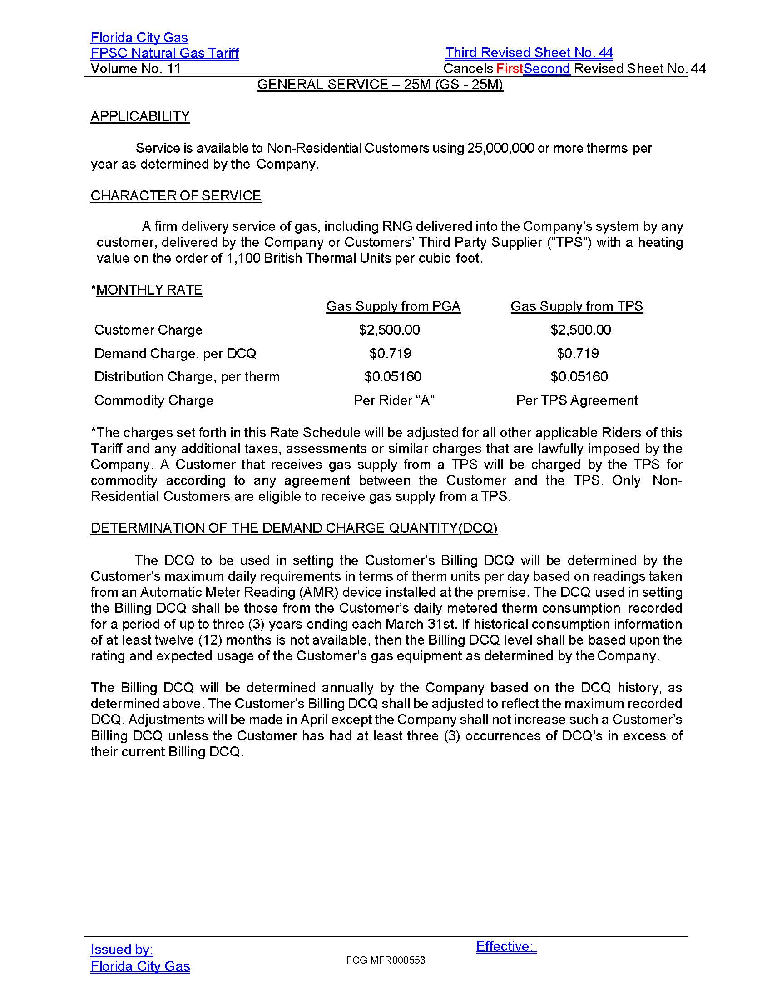 Florida City Gas
FPSC Natural Gas Tariff Third Revised Sheet No. 44
Volume No. 11 Cancels FirstSecond Revised Sheet No. 44
GENERAL SERVICE – 25M (GS - 25M)
APPLICABILITY
Service is available to Non-Residential Customers using 25,000,000 or more therms per
year as determined by the Company.
CHARACTER OF SERVICE
A firm delivery service of gas, including RNG delivered into the Company’s system by any
customer, delivered by the Company or Customers’ Third Party Supplier (“TPS”) with a heating
value on the order of 1,100 British Thermal Units per cubic foot.
*MONTHLY RATE
Gas Supply from PGA Gas Supply from TPS
Customer Charge $2,500.00 $2,500.00
Demand Charge, per DCQ $0.719 $0.719
Distribution Charge, per therm $0.05160 $0.05160
Commodity Charge Per Rider “A” Per TPS Agreement
*The charges set forth in this Rate Schedule will be adjusted for all other applicable Riders of this
Tariff and any additional taxes, assessments or similar charges that are lawfully imposed by the
Company. A Customer that receives gas supply from a TPS will be charged by the TPS for
commodity according to any agreement between the Customer and the TPS. Only Non-
Residential Customers are eligible to receive gas supply from a TPS.
DETERMINATION OF THE DEMAND CHARGE QUANTITY(DCQ)
The DCQ to be used in setting the Customer’s Billing DCQ will be determined by the
Customer’s maximum daily requirements in terms of therm units per day based on readings taken
from an Automatic Meter Reading (AMR) device installed at the premise. The DCQ used in setting
the Billing DCQ shall be those from the Customer’s daily metered therm consumption recorded
for a period of up to three (3) years ending each March 31st. If historical consumption information
of at least twelve (12) months is not available, then the Billing DCQ level shall be based upon the
rating and expected usage of the Customer’s gas equipment as determined by the Company.
The Billing DCQ will be determined annually by the Company based on the DCQ history, as
determined above. The Customer’s Billing DCQ shall be adjusted to reflect the maximum recorded
DCQ. Adjustments will be made in April except the Company shall not increase such a Customer’s
Billing DCQ unless the Customer has had at least three (3) occurrences of DCQ’s in excess of
their current Billing DCQ.
Issued by: Effective:
Florida City Gas
FCG MFR000553